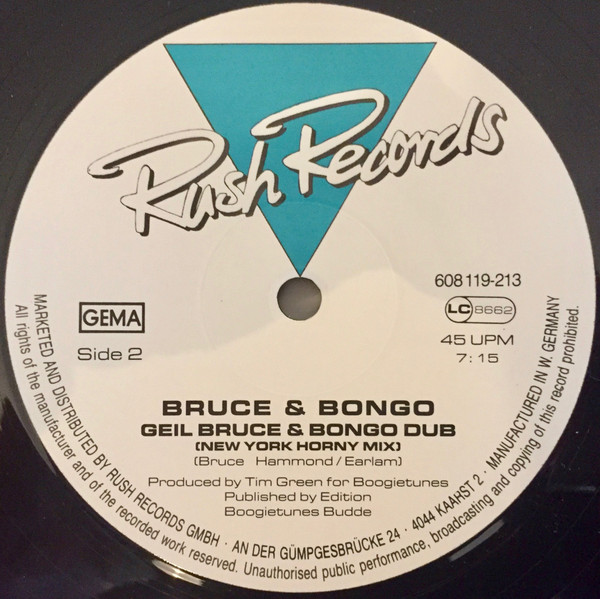 Rush Records
608 119-213
GEMA
LC 8662
Side 2
45 UPM
7:15
BRUCE & BONGO
GEIL BRUCE & BONGO DUB
(NEW YORK HORNY MIX)
(Bruce Hammond/Earlam)
Produced by Tim Green for Boogietunes
Published by Edition
Boogietunes Budde
MARKETED AND DISTRIBUTED BY RUSH RECORDS GMBH · AN DER GÜMPGESBRÜCKE 24 · 4044 KAARST 2 · MANUFACTURED IN W. GERMANY
All rights of the manufacturer and of the recorded work reserved. Unauthorised public performance, broadcasting and copying of this record prohibited.